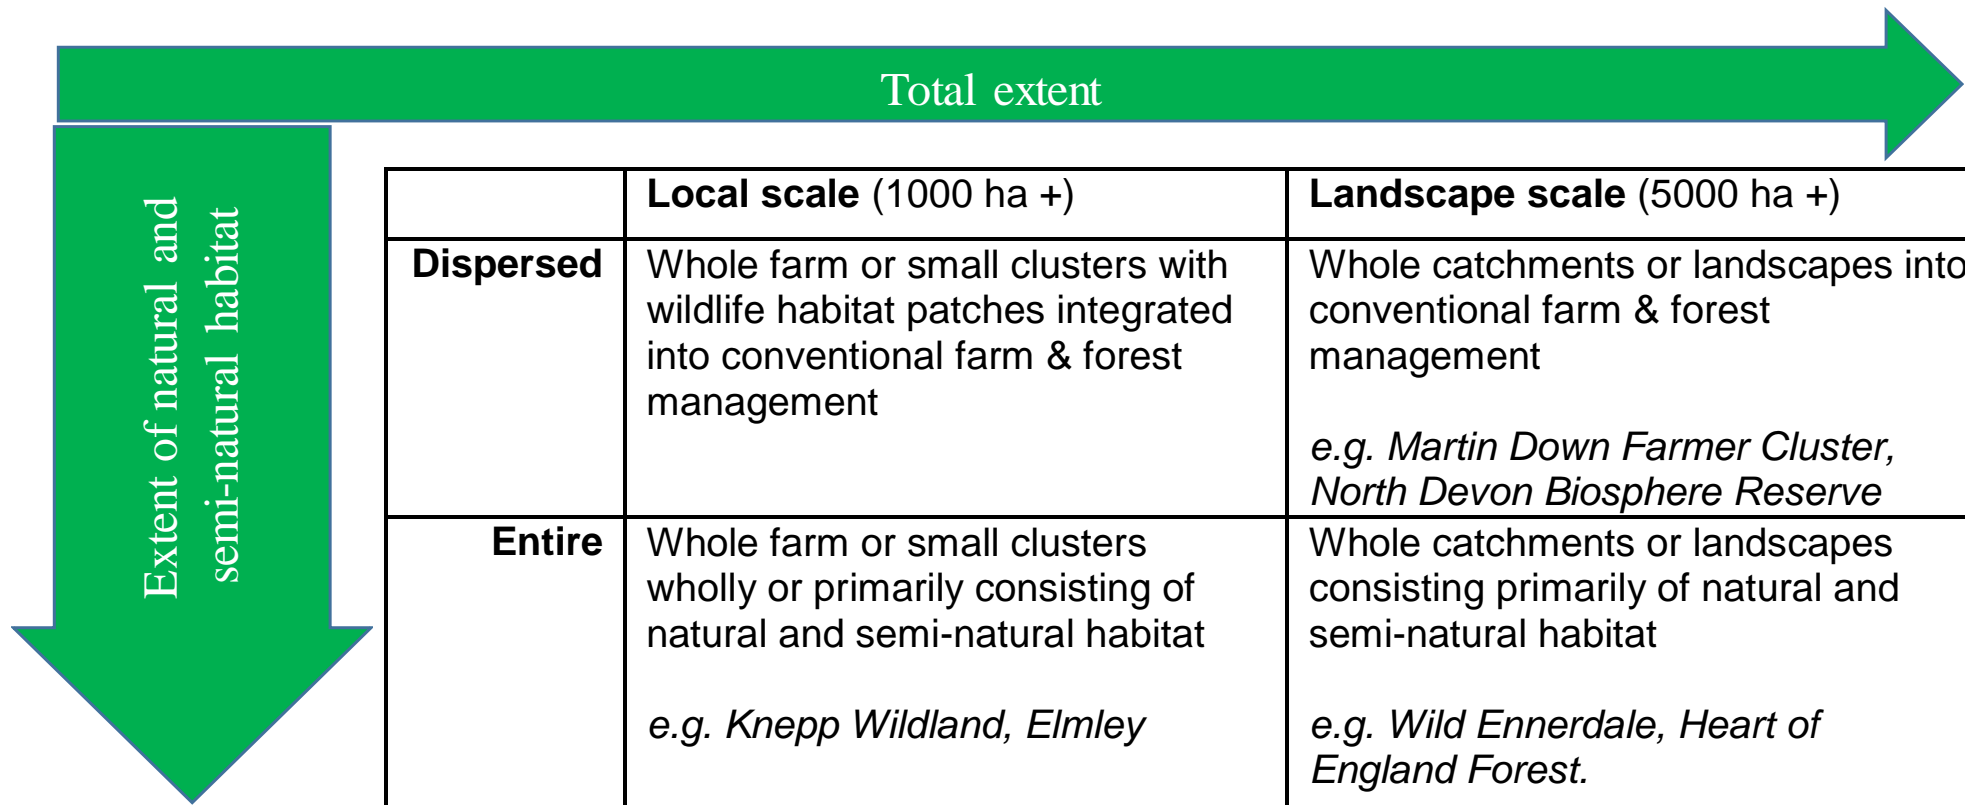 Total extent
Extent of natural and
semi-natural habitat
Local scale (1000 ha +)
Landscape scale (5000 ha +)
Dispersed
Whole farm or small clusters with
wildlife habitat patches integrated
into conventional farm & forest
management
Whole catchments or landscapes into
conventional farm & forest
management
e.g. Martin Down Farmer Cluster,
North Devon Biosphere Reserve
Entire
Whole farm or small clusters
wholly or primarily consisting of
natural and semi-natural habitat
e.g. Knepp Wildland, Elmley
Whole catchments or landscapes
consisting primarily of natural and
semi-natural habitat
e.g. Wild Ennerdale, Heart of
England Forest.